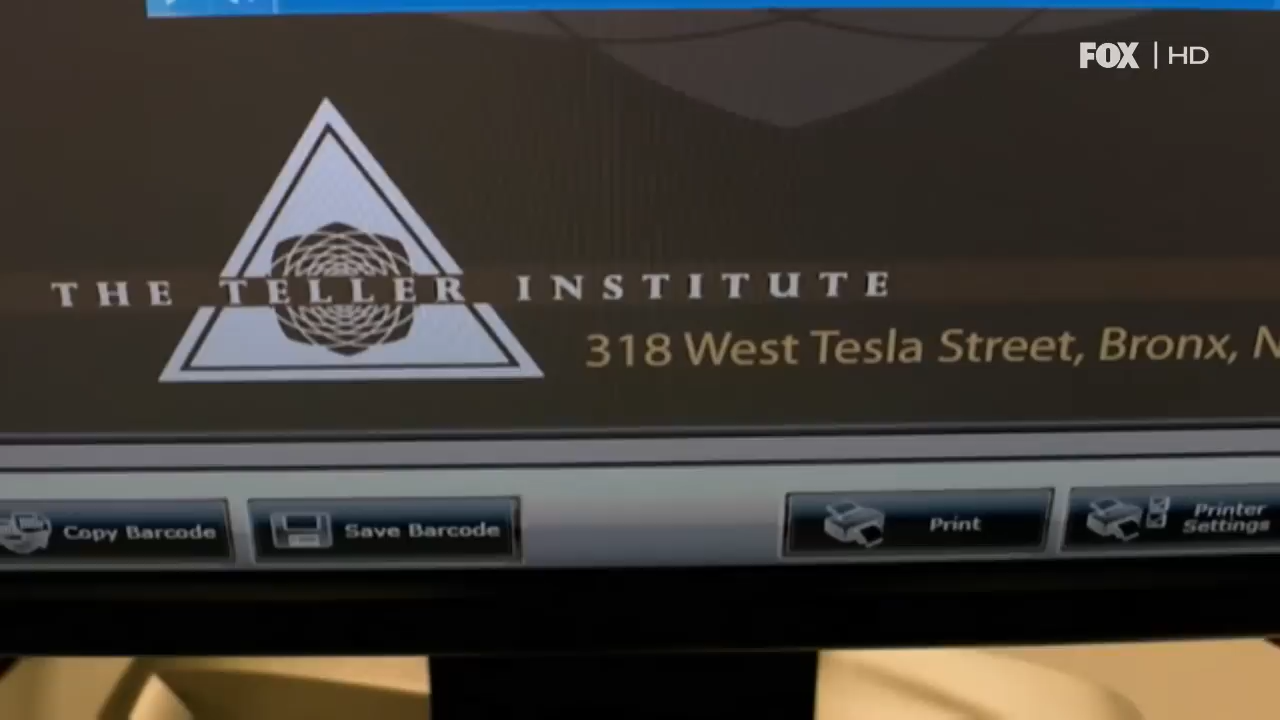 FOX | HD
THE TELLER INSTITUTE
318 West Tesla Street, Bronx, N
Copy Barcode
Save Barcode
Print
Printer
Settings